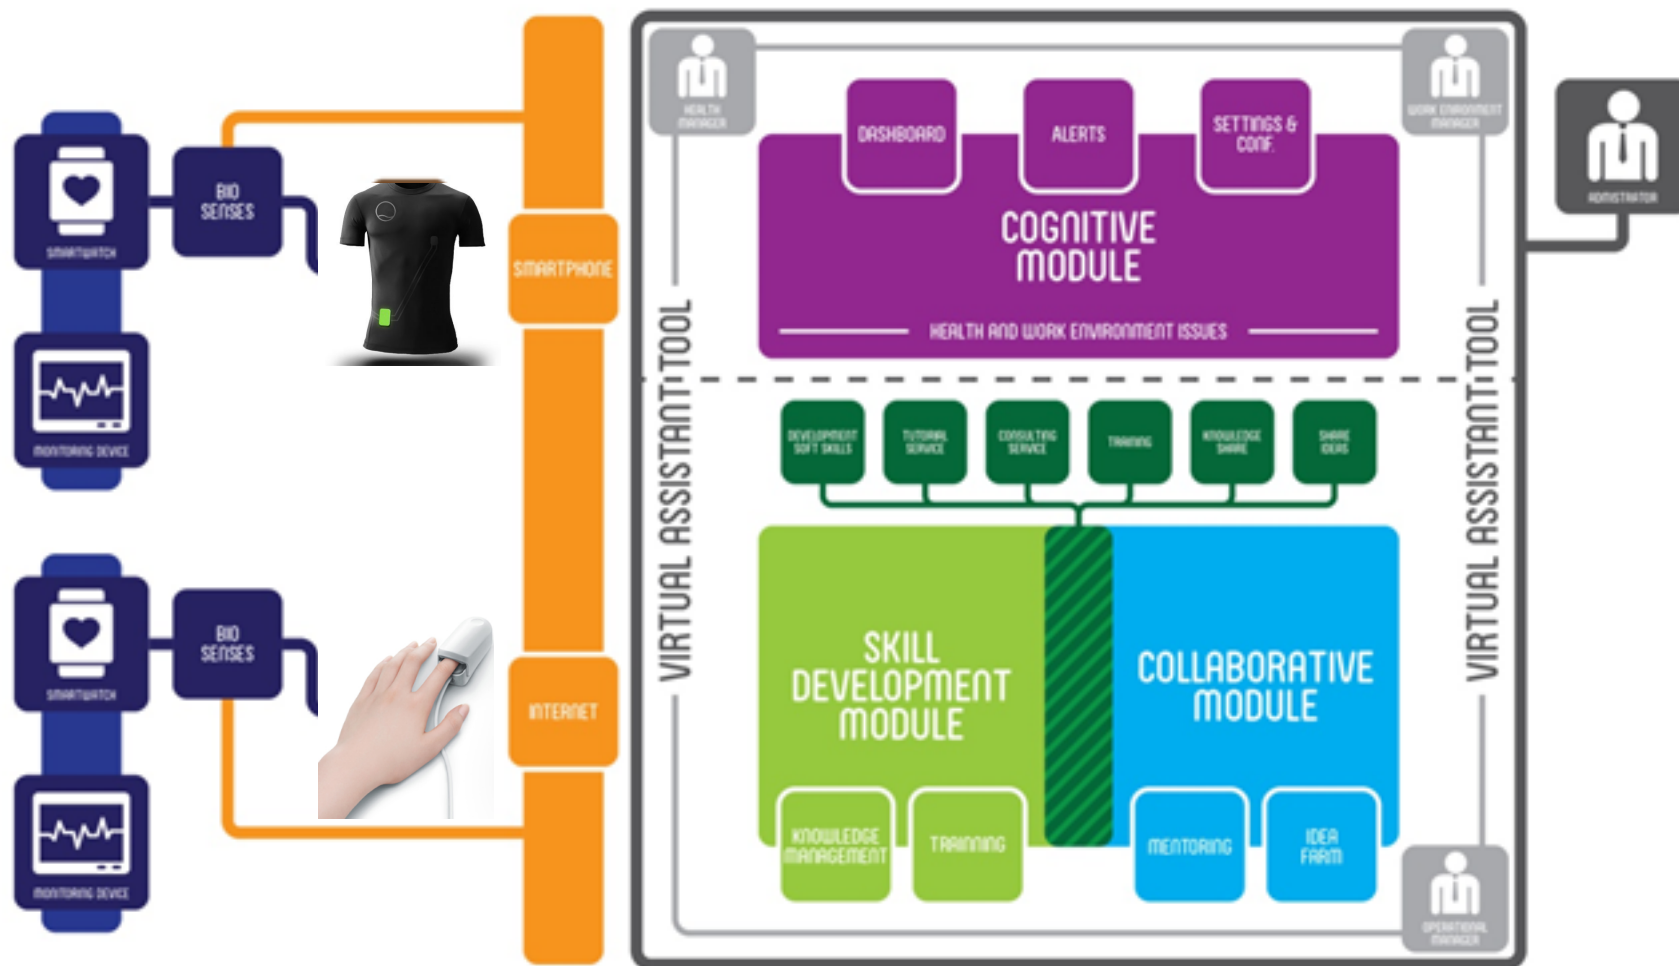 SMARTWATCH
BIO
SENSES
MONITORING DEVICE
SMARTWATCH
BIO
SENSES
MONITORING DEVICE
SMARTPHONE
INTERNET
HEALTH
MANAGER
WORK ENVIRONMENT
MANAGER
ADMISTRATOR
DASHBOARD
ALERTS
SETTINGS &
CONF.
COGNITIVE
MODULE
HEALTH AND WORK ENVIRONMENT ISSUES
VIRTUAL ASSISTANT TOOL
VIRTUAL ASSISTANT TOOL
DEVELOPMENT
SOFT SKILLS
TUTORIAL
SERVICE
CONSULTING
SERVICE
TRAINING
KNOWLEDGE
SHARE
SHARE
IDEAS
SKILL
DEVELOPMENT
MODULE
COLLABORATIVE
MODULE
KNOWLEDGE
MANAGEMENT
TRAINNING
MENTORING
IDEA
FARM
OPERATIONAL
MANAGER